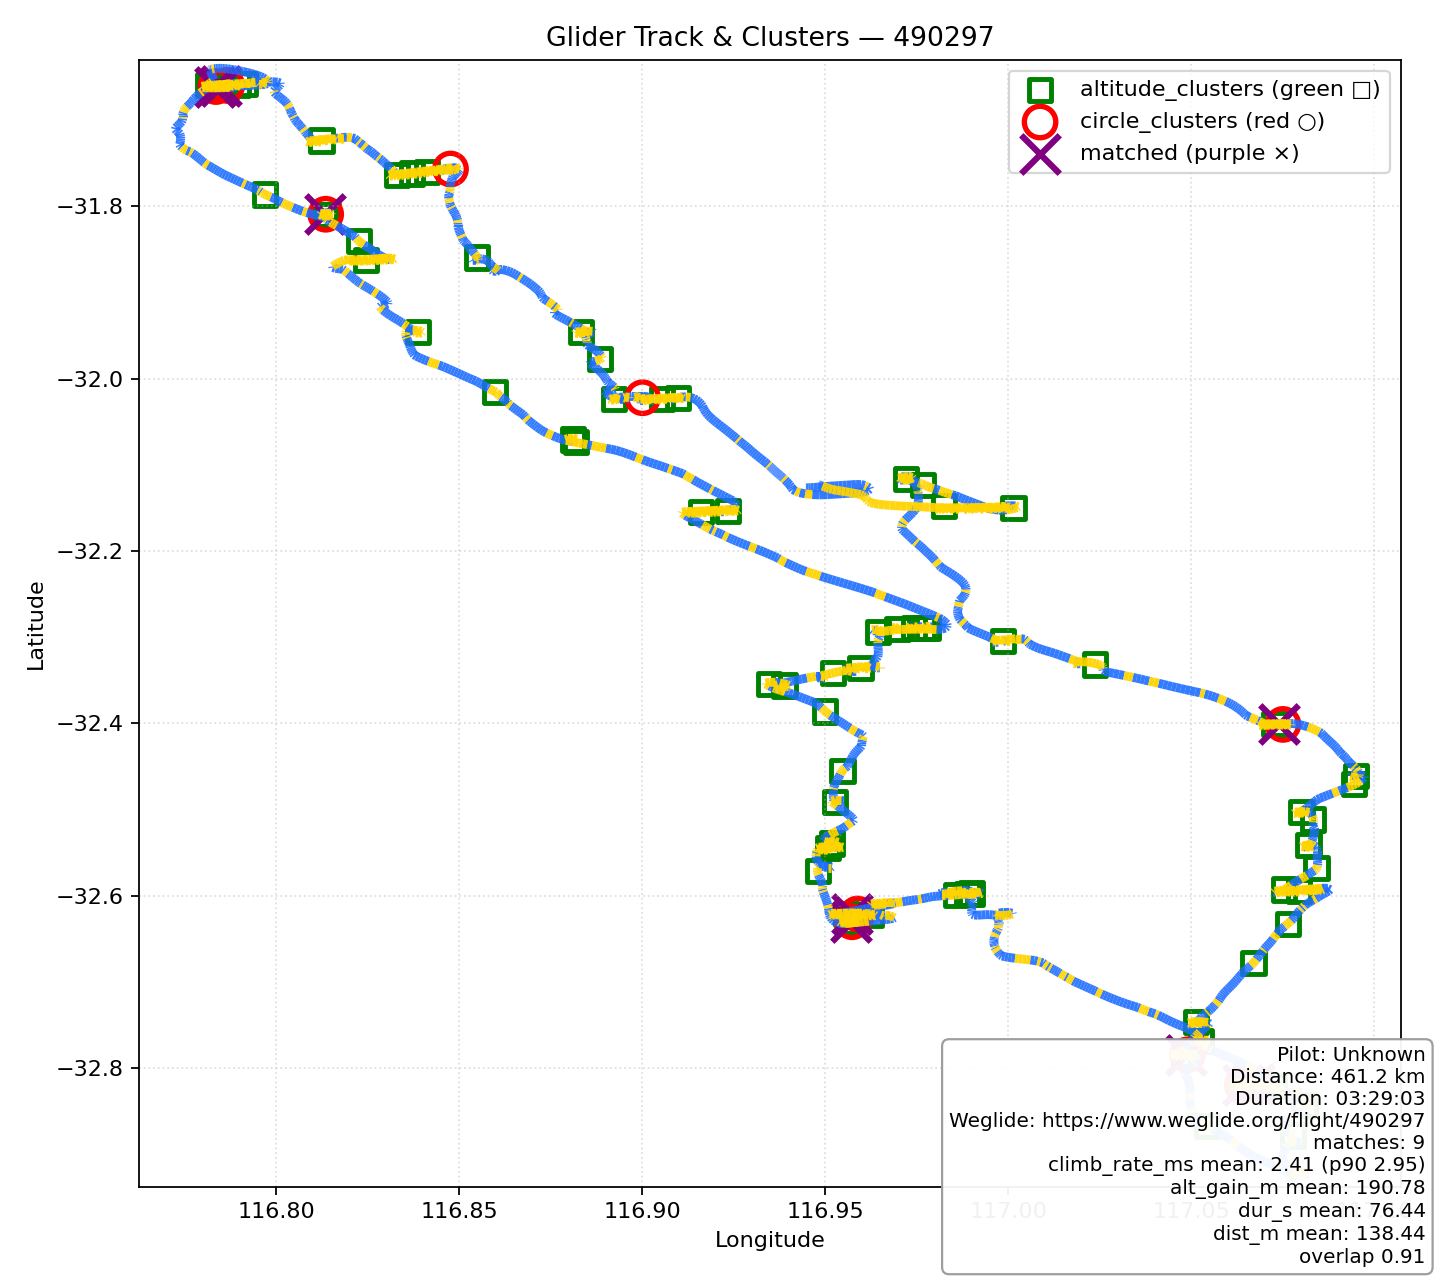 Glider Track & Clusters — 490297
altitude_clusters (green □)
circle_clusters (red ○)
matched (purple ×)
−31.8
−32.0
−32.2
−32.4
−32.6
−32.8
Latitude
116.80
116.85
116.90
116.95
117.00
117.05
Longitude
Pilot: Unknown
Distance: 461.2 km
Duration: 03:29:03
Weglide: https://www.weglide.org/flight/490297
matches: 9
climb_rate_ms mean: 2.41 (p90 2.95)
alt_gain_m mean: 190.78
dur_s mean: 76.44
dist_m mean: 138.44
overlap 0.91